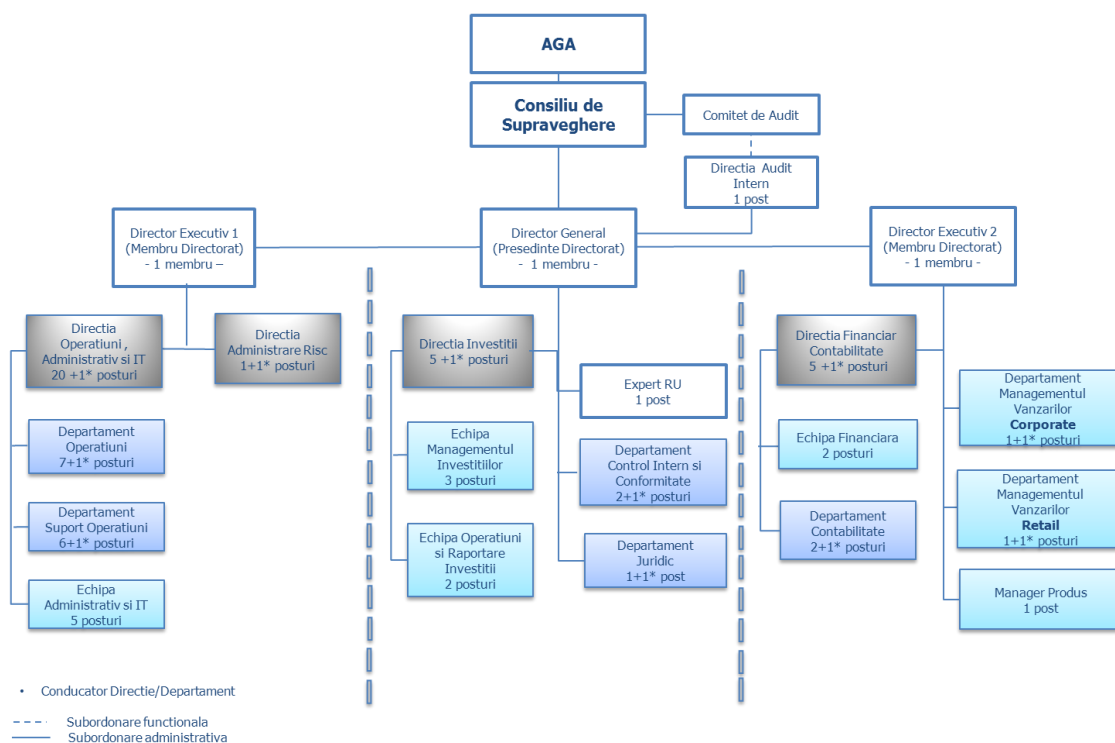 AGA
Consiliu de
Supraveghere
Comitet de Audit
Directia Audit
Intern
1 post
Director Executiv 1
(Membru Directorat)
- 1 membru –
Director General
(Presedinte Directorat)
- 1 membru -
Director Executiv 2
(Membru Directorat)
- 1 membru -
Directia
Operatiuni ,
Administrativ si IT
20 +1* posturi
Directia
Administrare Risc
1+1* posturi
Departament
Operatiuni
7+1* posturi
Departament
Suport Operatiuni
6+1* posturi
Echipa
Administrativ si IT
5 posturi
Directia Investitii
5 +1* posturi
Expert RU
1 post
Echipa
Managementul
Investitiilor
3 posturi
Departament
Control Intern si
Conformitate
2+1* posturi
Echipa Operatiuni
si Raportare
Investitii
2 posturi
Departament
Juridic
1+1* post
Directia Financiar
Contabilitate
5 +1* posturi
Departament
Managementul
Vanzarilor
Corporate
1+1* posturi
Echipa Financiara
2 posturi
Departament
Managementul
Vanzarilor
Retail
1+1* posturi
Departament
Contabilitate
2+1* posturi
Manager Produs
1 post
• Conducator Directie/Departament
Subordonare functionala
Subordonare administrativa